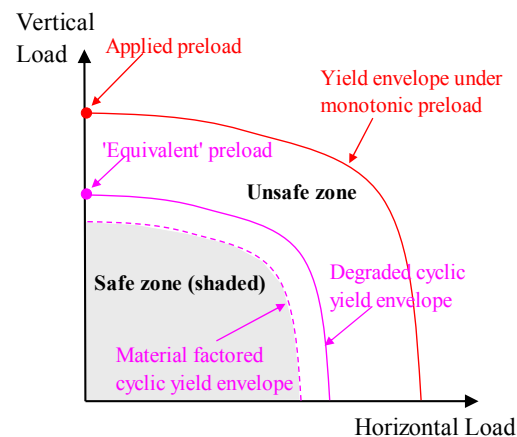 Vertical
Load
Applied preload
Yield envelope under
monotonic preload
'Equivalent' preload
Unsafe zone
Safe zone (shaded)
Degraded cyclic
yield envelope
Material factored
cyclic yield envelope
Horizontal Load